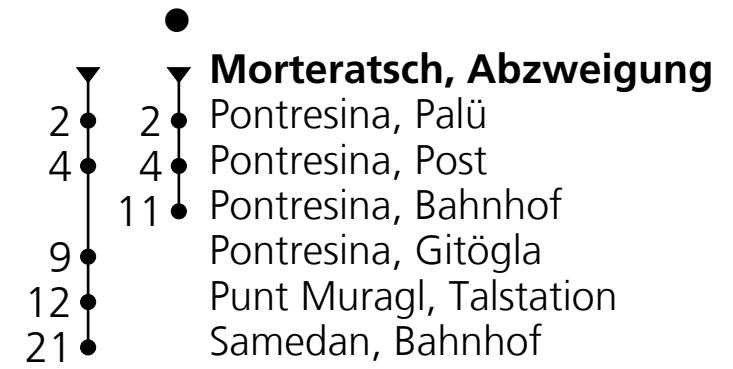 Morteratsch, Abzweigung
2 2 Pontresina, Palü
4 4 Pontresina, Post
11 Pontresina, Bahnhof
9 Pontresina, Gitögla
12 Punt Muragl, Talstation
21 Samedan, Bahnhof